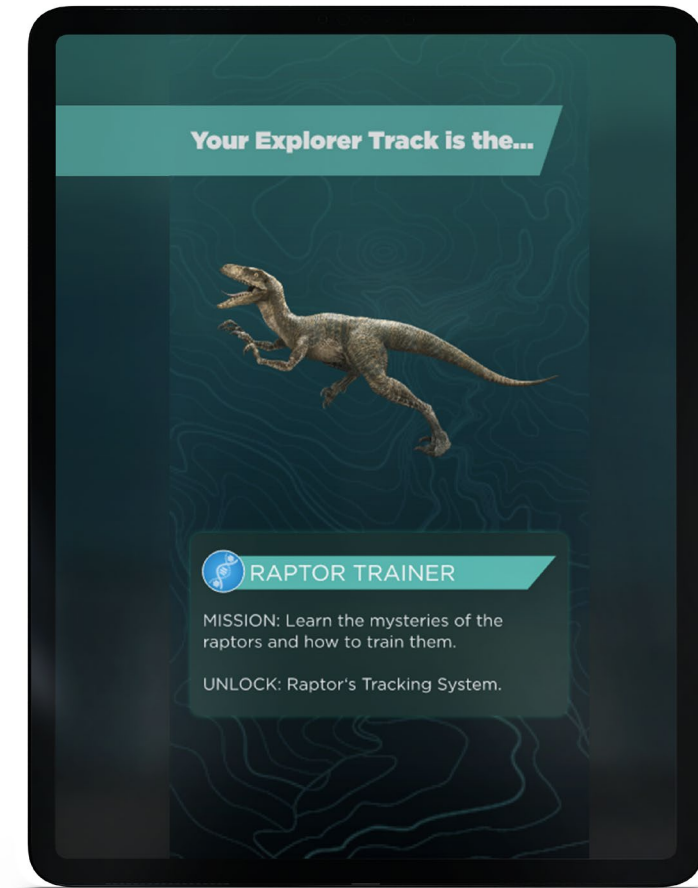 Your Explorer Track is the...
RAPTOR TRAINER
MISSION: Learn the mysteries of the
raptors and how to train them.
UNLOCK: Raptor‘s Tracking System.